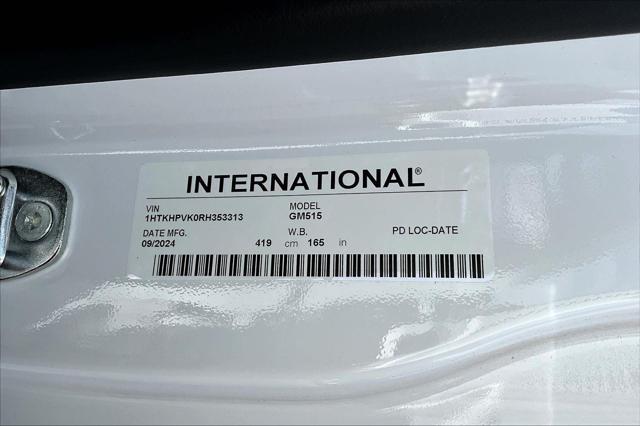 INTERNATIONAL®
VIN MODEL
1HTKHPVK0RH353313 GM515
DATE MFG. W.B. PD LOC-DATE
09/2024 419 cm 165 in